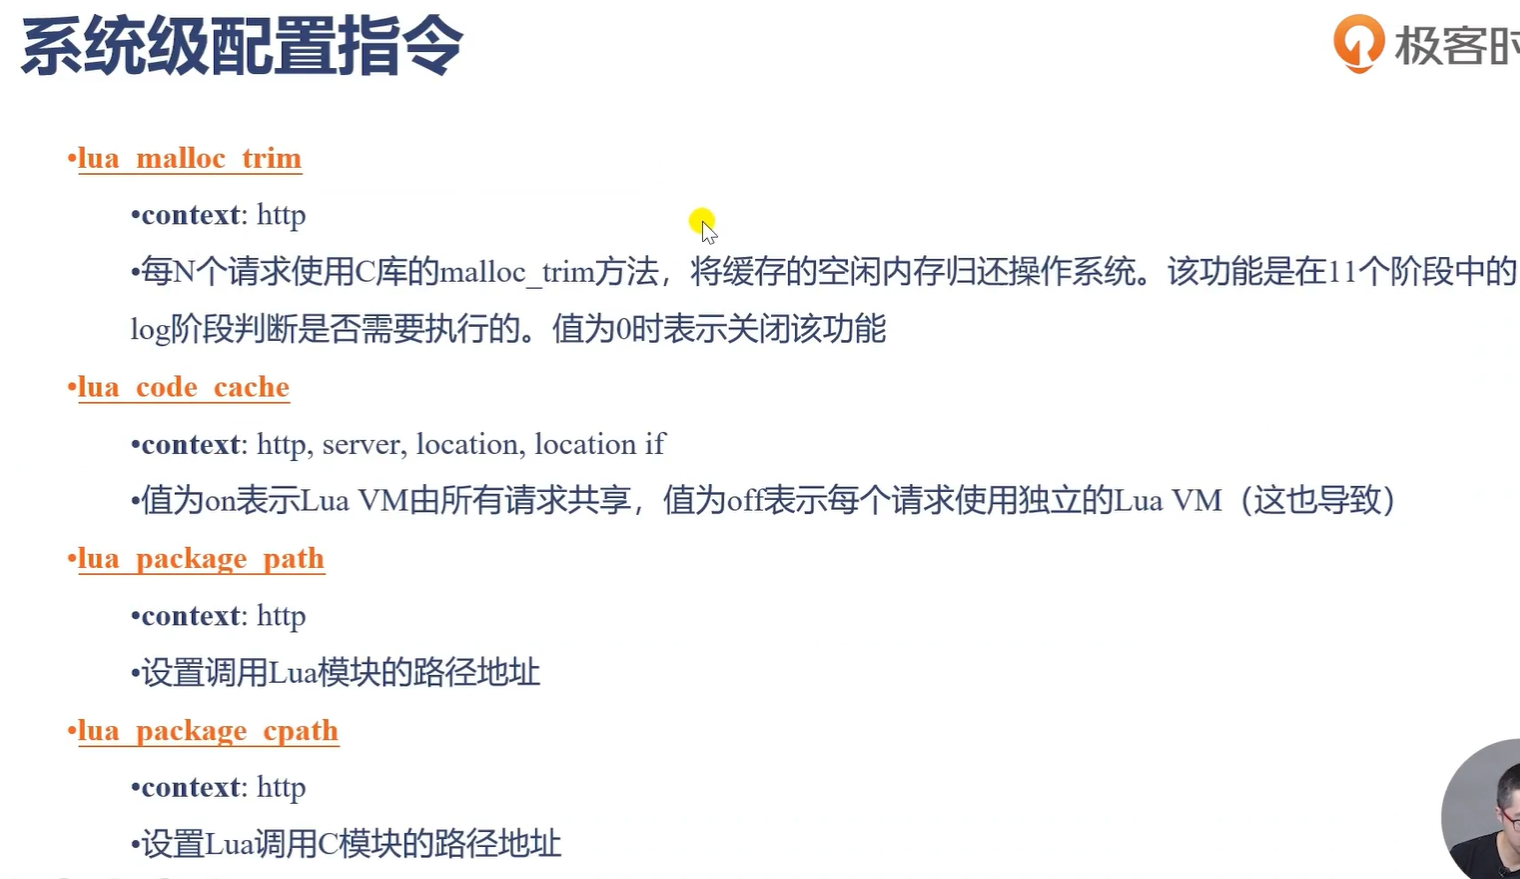 系统级配置指令
极客时
•lua_malloc_trim
•context: http
•每N个请求使用C库的malloc_trim方法，将缓存的空闲内存归还操作系统。该功能是在11个阶段中的
log阶段判断是否需要执行的。值为0时表示关闭该功能
•lua_code_cache
•context: http, server, location, location if
•值为on表示Lua VM由所有请求共享，值为off表示每个请求使用独立的Lua VM（这也导致）
•lua_package_path
•context: http
•设置调用Lua模块的路径地址
•lua_package_cpath
•context: http
•设置Lua调用C模块的路径地址